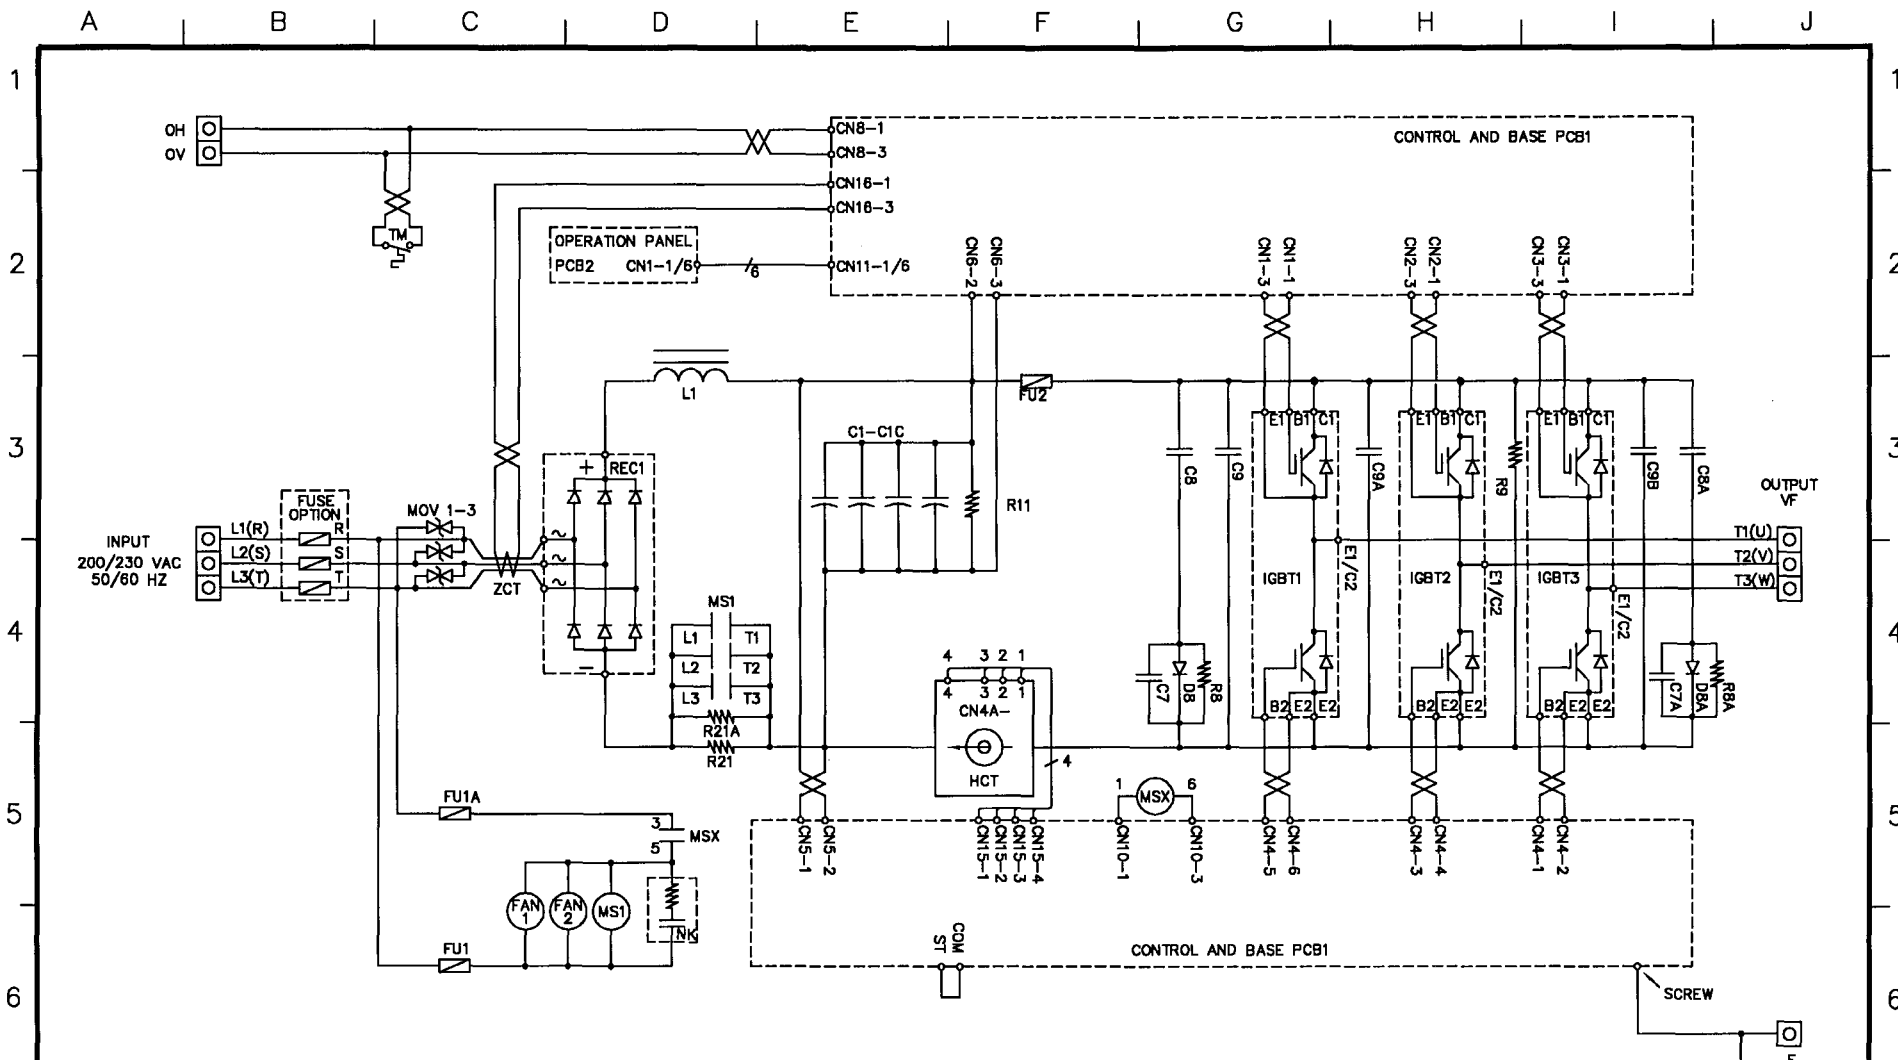 A B C D E F G H I J
1 1
OH
OV
CN8-1
CN8-3
CONTROL AND BASE PCB1
CN16-1
CN16-3
TM
OPERATION PANEL
PCB2 CN1-1/6
6
CN11-1/6
2 2
CN6-2
CN6-3
CN1-3
CN1-1
CN2-3
CN2-1
CN3-3
CN3-1
L1
FU2
E1 B1 C1
E1 B1 C1
E1 B1 C1
3 3
C1-C1C
R11
C8
C9
C9A
R9
C9B
C8A
+ REC1
FUSE
OPTION
MOV 1-3
OUTPUT
VF
INPUT
200/230 VAC
50/60 HZ
L1(R) R
L2(S) S
L3(T) T
ZCT
~
~
~
T1(U)
T2(V)
T3(W)
IGBT1
IGBT2
IGBT3
E1/C2
E1/C2
E1/C2
4 4
MS1
L1 T1
L2 T2
L3 T3
-
R21A
R21
4 3 2 1
4 3 2 1
CN4A-
HCT
4
C7
D8
R8
B2 E2 E2
B2 E2 E2
B2 E2 E2
C7A
D8A
R8A
5 5
FU1A
3
5
MSX
1 MSX 6
CN5-1
CN5-2
CN15-1
CN15-2
CN15-3
CN15-4
CN10-1
CN10-3
CN4-5
CN4-6
CN4-3
CN4-4
CN4-1
CN4-2
FAN
1
FAN
2
MS1
NK
FU1
ST
COM
CONTROL AND BASE PCB1
SCREW
6 6